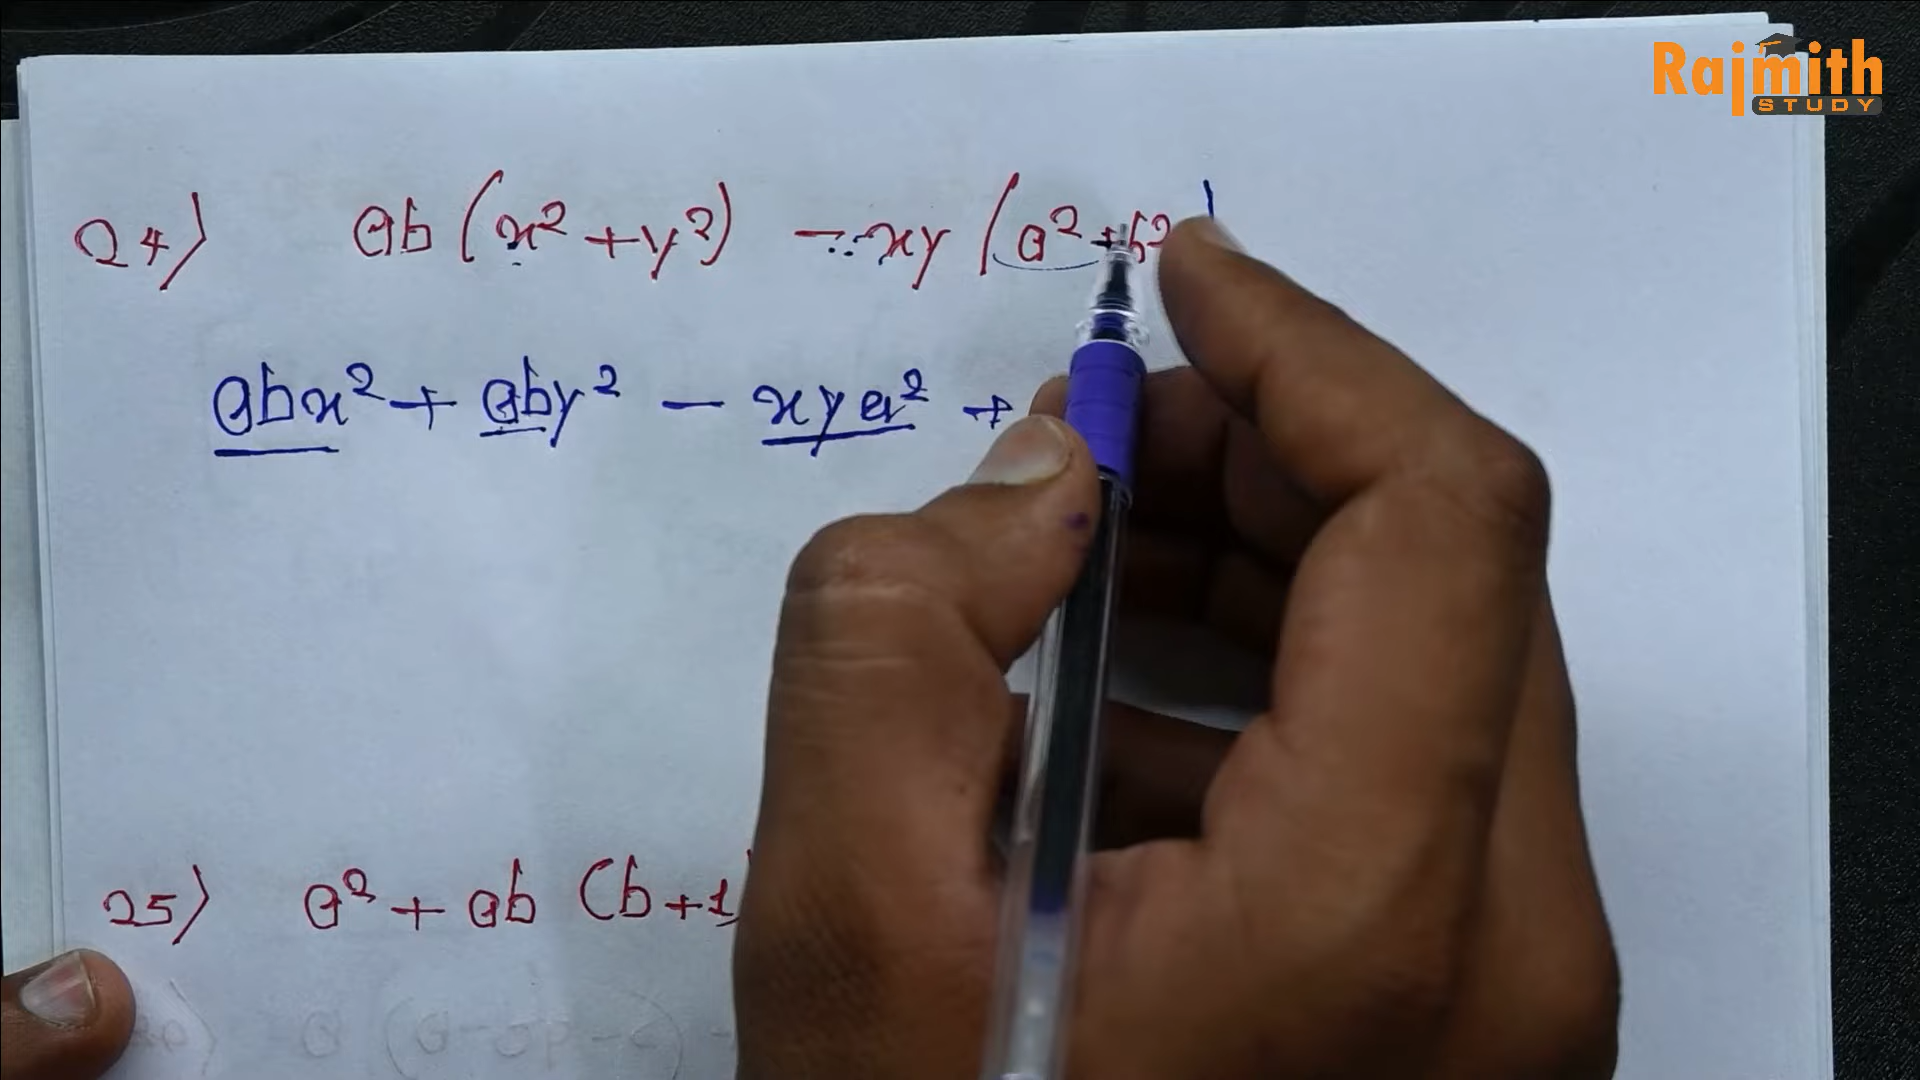 Rajmith
STUDY
24) ab (x² + y²) - xy (a² + b²)
abx² + aby² - xya² +
25) a² + ab (b+1)